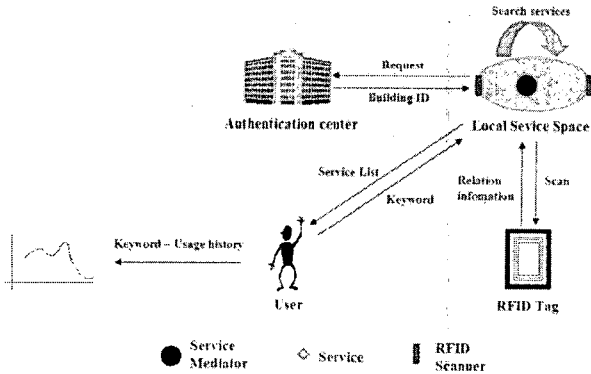 Search services
Request
Building ID
Authentication center
Local Sevice Space
Service List
Keyword
Relation
infomation
Scan
Keyword – Usage history
User
RFID Tag
Service
Mediator
Service
RFID
Scanner